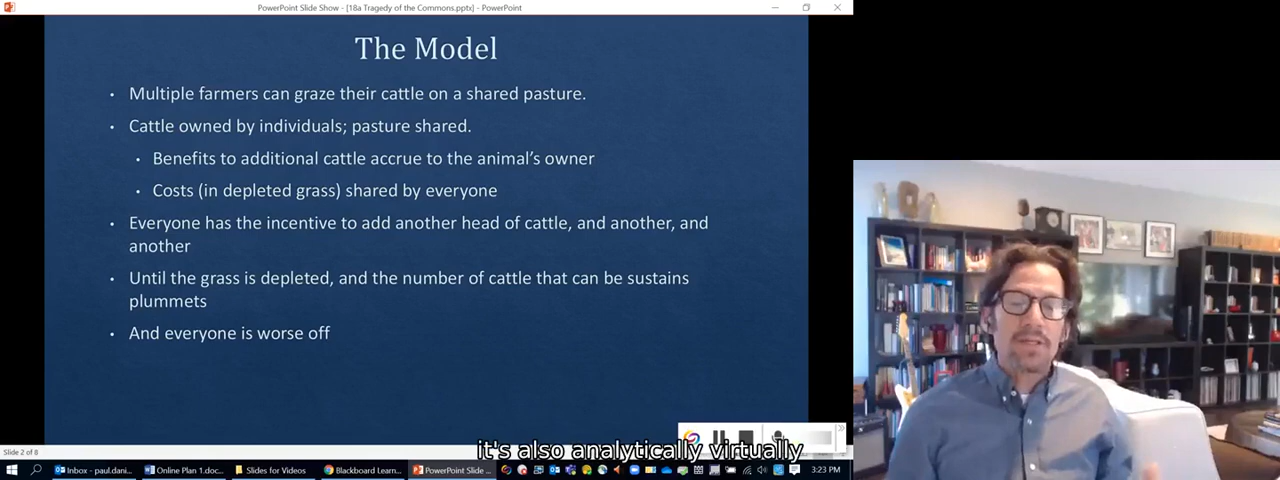 PowerPoint Slide Show - [18a Tragedy of the Commons.pptx] - PowerPoint
The Model
• Multiple farmers can graze their cattle on a shared pasture.
• Cattle owned by individuals; pasture shared.
• Benefits to additional cattle accrue to the animal’s owner
• Costs (in depleted grass) shared by everyone
• Everyone has the incentive to add another head of cattle, and another, and
another
• Until the grass is depleted, and the number of cattle that can be sustains
plummets
• And everyone is worse off
it's also analytically virtually
Slide 2 of 8
Inbox - paul.dani...
Online Plan 1.doc...
Slides for Videos
Blackboard Learn...
PowerPoint Slide ...
3:23 PM